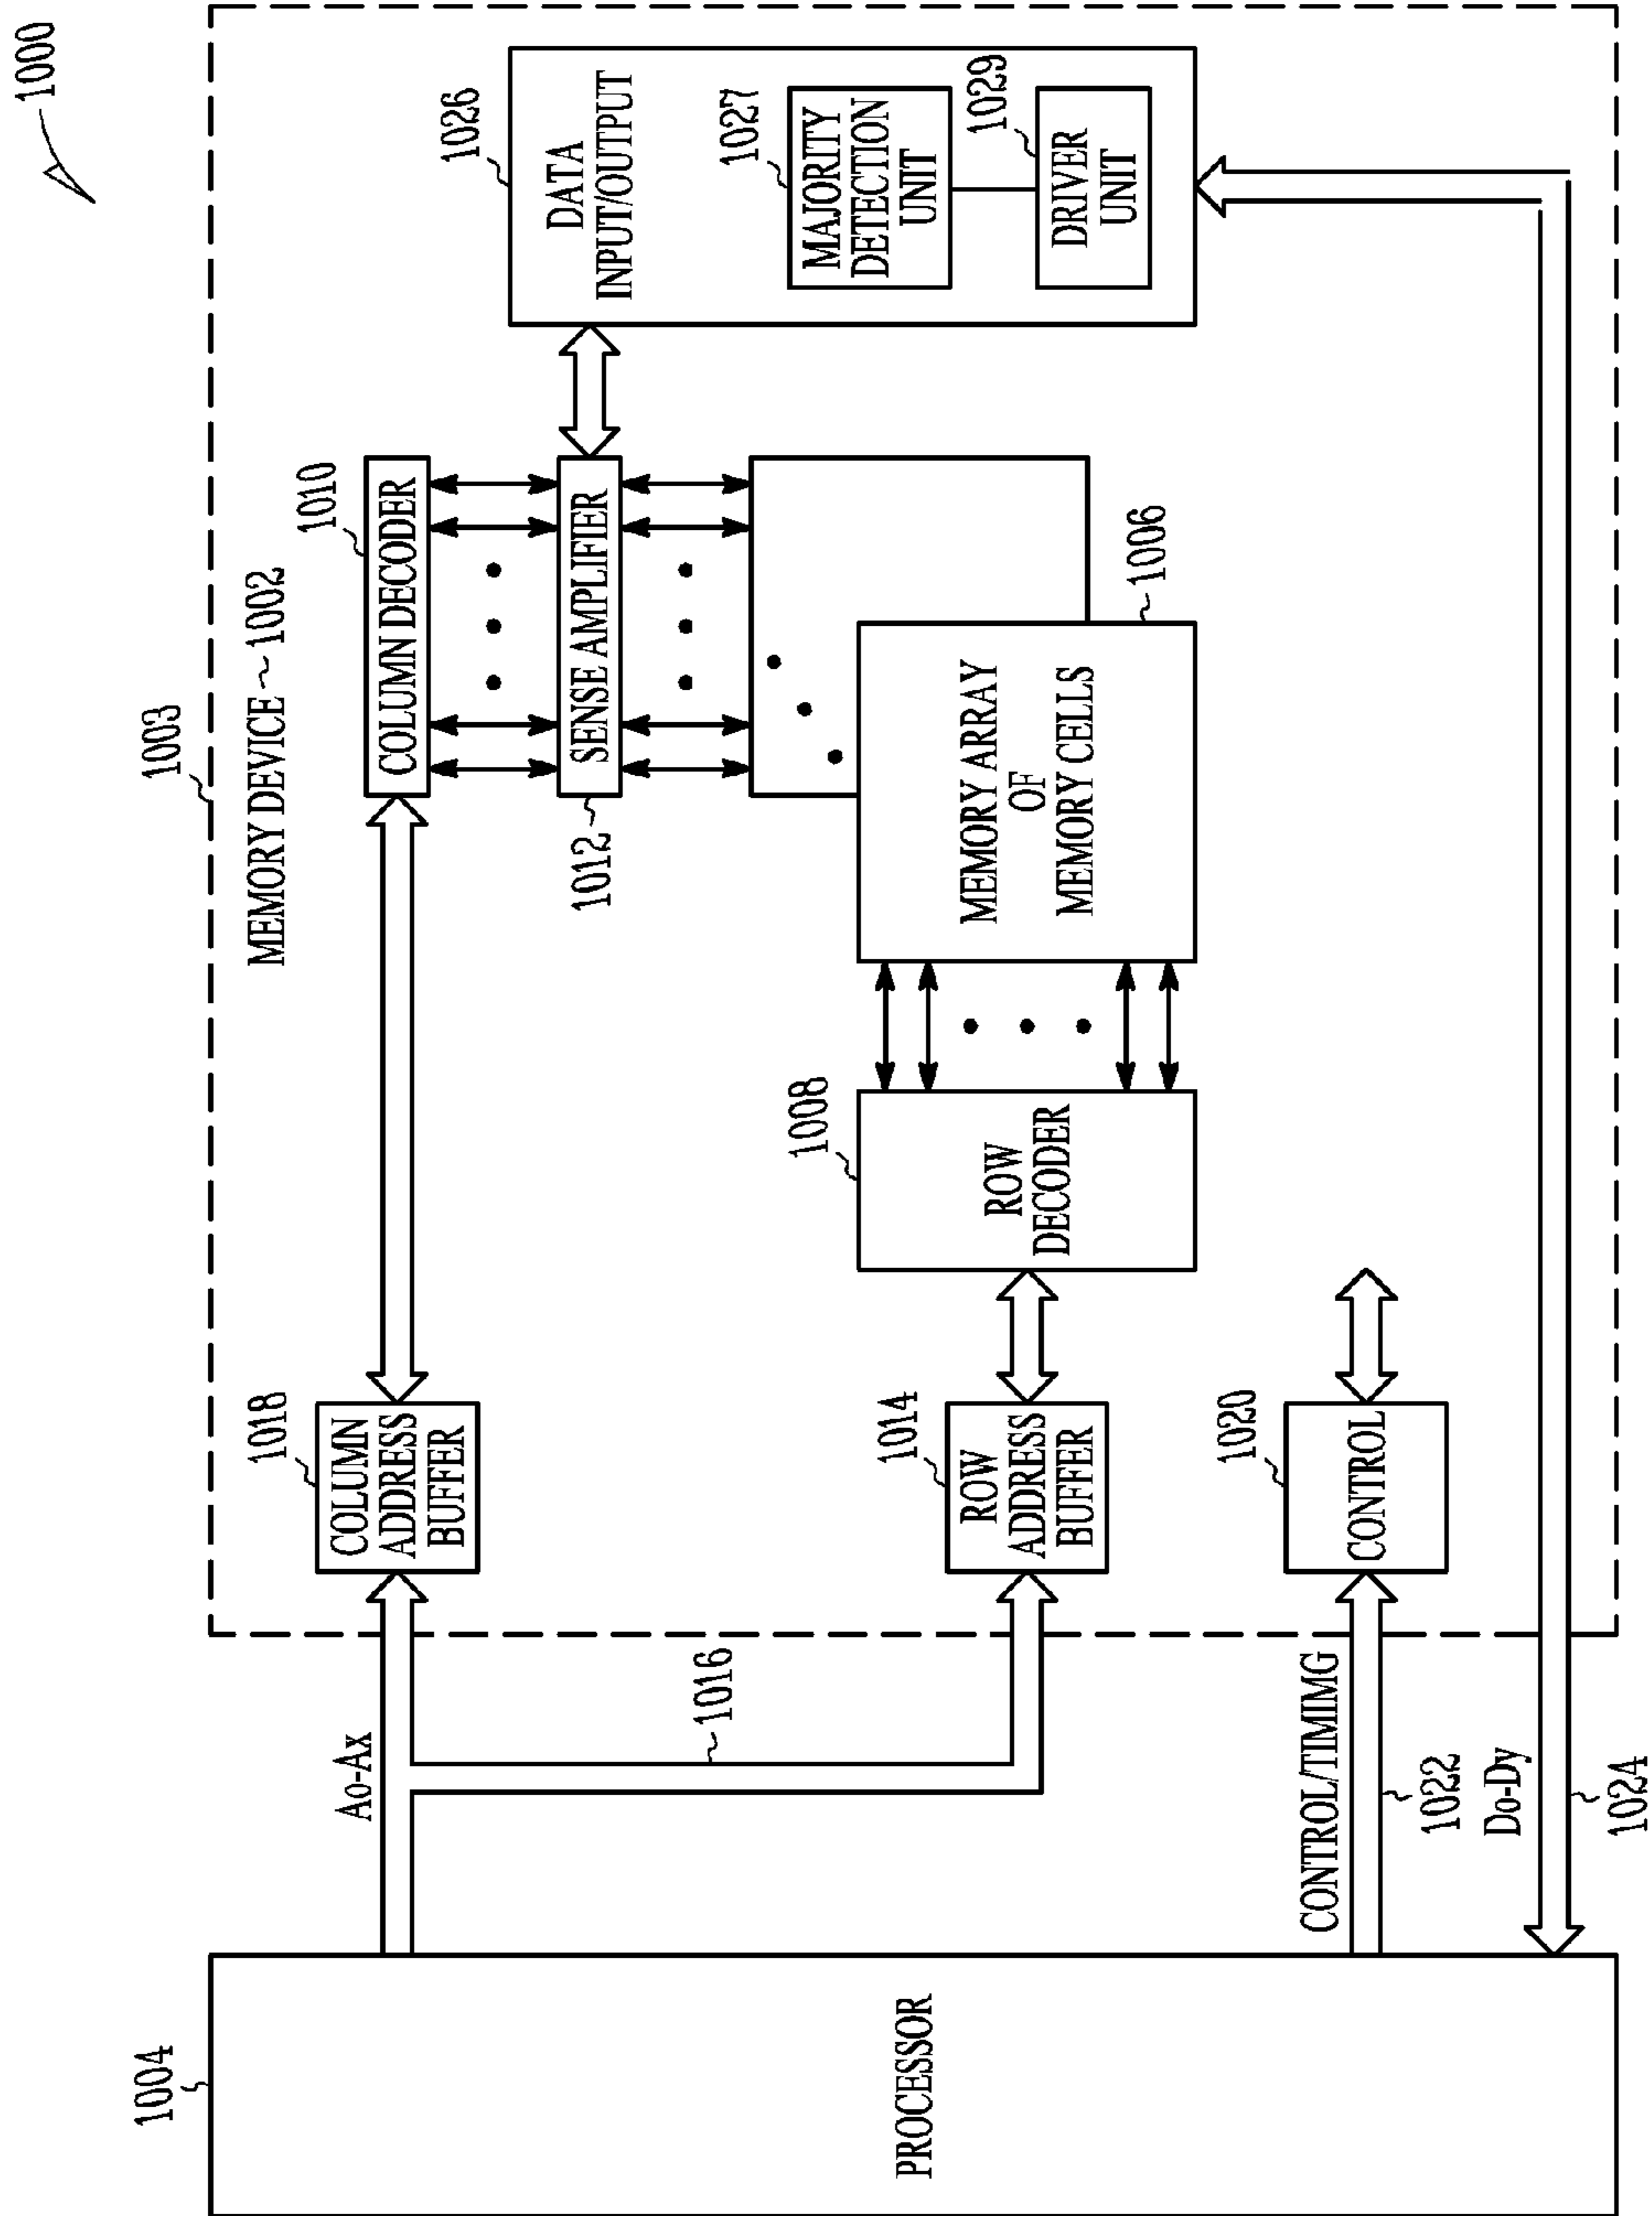 1000
1003
MEMORY DEVICE ~ 1002
1004
PROCESSOR
Ao-Ax
1016
CONTROL/TIMIMG
1022
Do-Dy
1024
1018
COLUMN
ADDRESS
BUFFER
1014
ROW
ADDRESS
BUFFER
1020
CONTROL
1008
ROW
DECODER
1010
COLUMN DECODER
SENSE AMPLIFIER
1012
MEMORY ARRAY
OF
MEMORY CELLS
1006
1026
DATA
INPUT/OUTPUT
1027
MAJORITY
DETECTION
UNIT
1029
DRIVER
UNIT